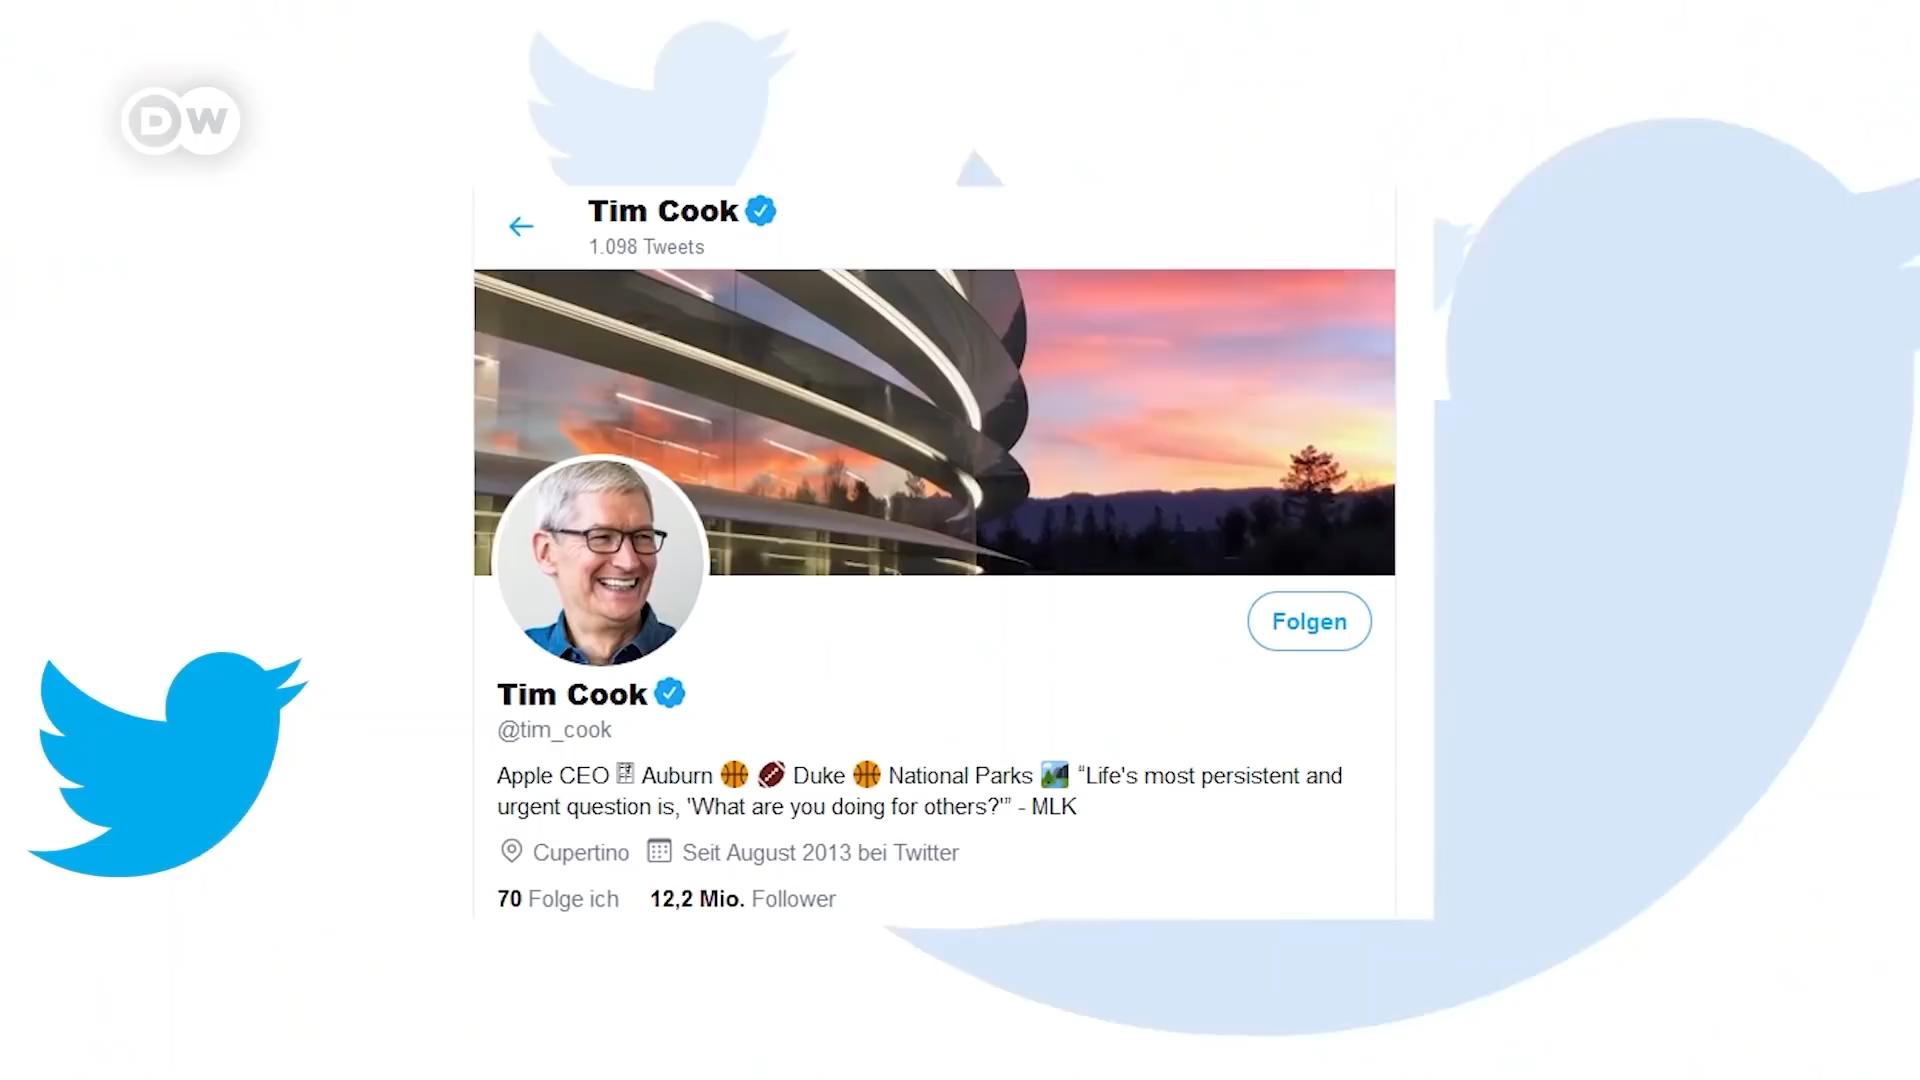 DW
Tim Cook
1.098 Tweets
Folgen
Tim Cook
@tim_cook
Apple CEO Auburn 🏀 🏈 Duke 🏀 National Parks 🏞️ “Life's most persistent and
urgent question is, 'What are you doing for others?'” - MLK
Cupertino Seit August 2013 bei Twitter
70 Folge ich 12,2 Mio. Follower